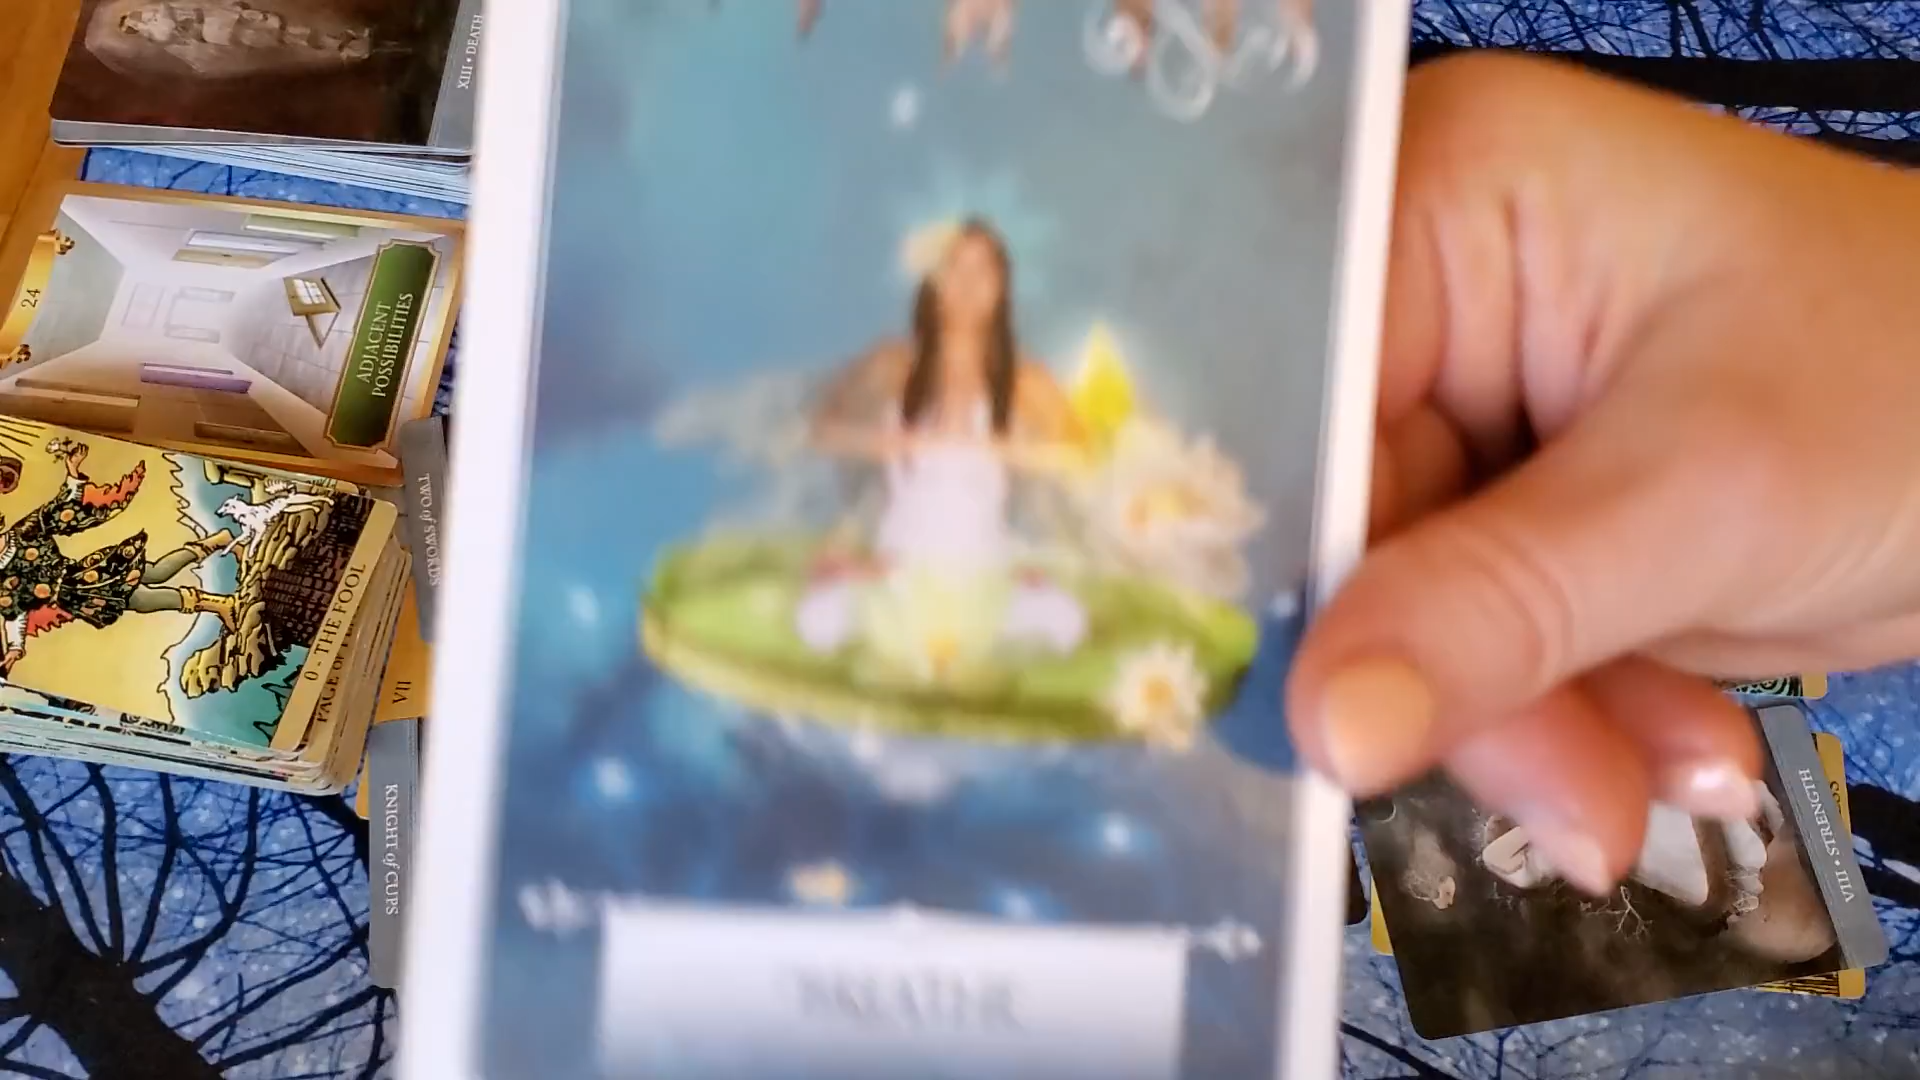 XIII • DEATH
24
ADJACENT
POSSIBILITIES
TWO of SWORDS
0 - THE FOOL
PAGE OF
VII
KNIGHT of CUPS
VIII • STRENGTH